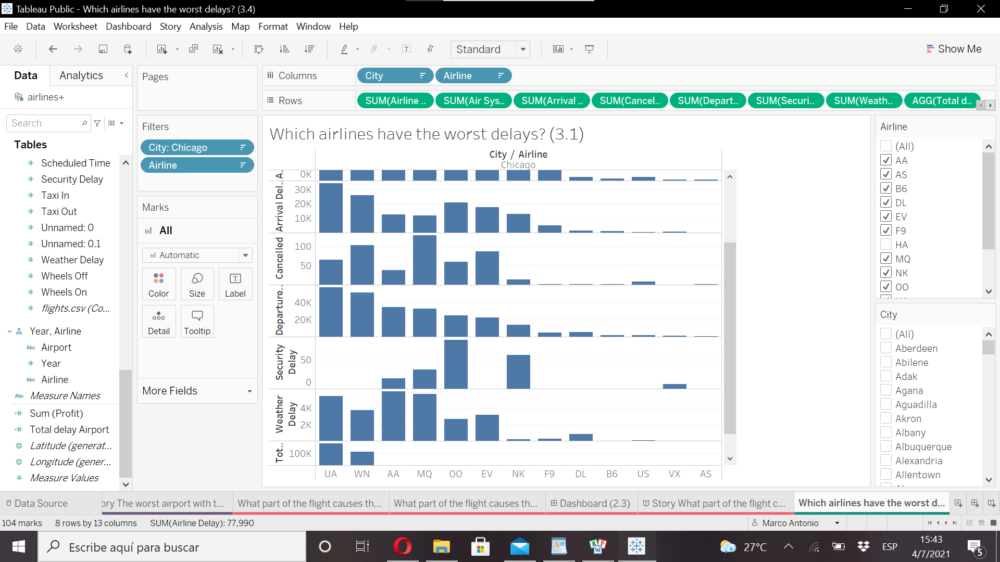 Tableau Public - Which airlines have the worst delays? (3.4)
File Data Worksheet Dashboard Story Analysis Map Format Window Help
Standard
Show Me
Data Analytics
airlines+
Search
Tables
Scheduled Time
Security Delay
Taxi In
Taxi Out
Unnamed: 0
Unnamed: 0.1
Weather Delay
Wheels Off
Wheels On
flights.csv (Co...
Year, Airline
Abc Airport
Year
Abc Airline
Abc Measure Names
Sum (Profit)
Total delay Airport
Latitude (generat...
Longitude (gener...
Measure Values
Pages
Filters
City: Chicago
Airline
Marks
All
Automatic
Color Size Label
Detail Tooltip
More Fields
Columns City Airline
Rows SUM(Airline .. SUM(Air Sys.. SUM(Arrival .. SUM(Cancel.. SUM(Depart.. SUM(Securi.. SUM(Weath.. AGG(Total d..
Which airlines have the worst delays? (3.1)
City / Airline
Chicago
A.. 0K
Arrival Del.. 30K
20K
10K
Cancelled 100
50
Departure.. 40K
20K
Security Delay 50
0
Weather Delay 4K
2K
Tot.. 100K
UA WN AA MQ OO EV NK F9 DL B6 US VX AS
Airline
(All)
AA
AS
B6
DL
EV
F9
HA
MQ
NK
OO
City
(All)
Aberdeen
Abilene
Adak
Agana
Aguadilla
Akron
Albany
Albuquerque
Alexandria
Allentown
Data Source ory The worst airport with t... What part of the flight causes th... What part of the flight causes th... Dashboard (2.3) Story What part of the flight c... Which airlines have the worst d...
104 marks 8 rows by 13 columns SUM(Airline Delay): 77,990 Marco Antonio
Escribe aquí para buscar
27°C ESP 15:43
4/7/2021
5